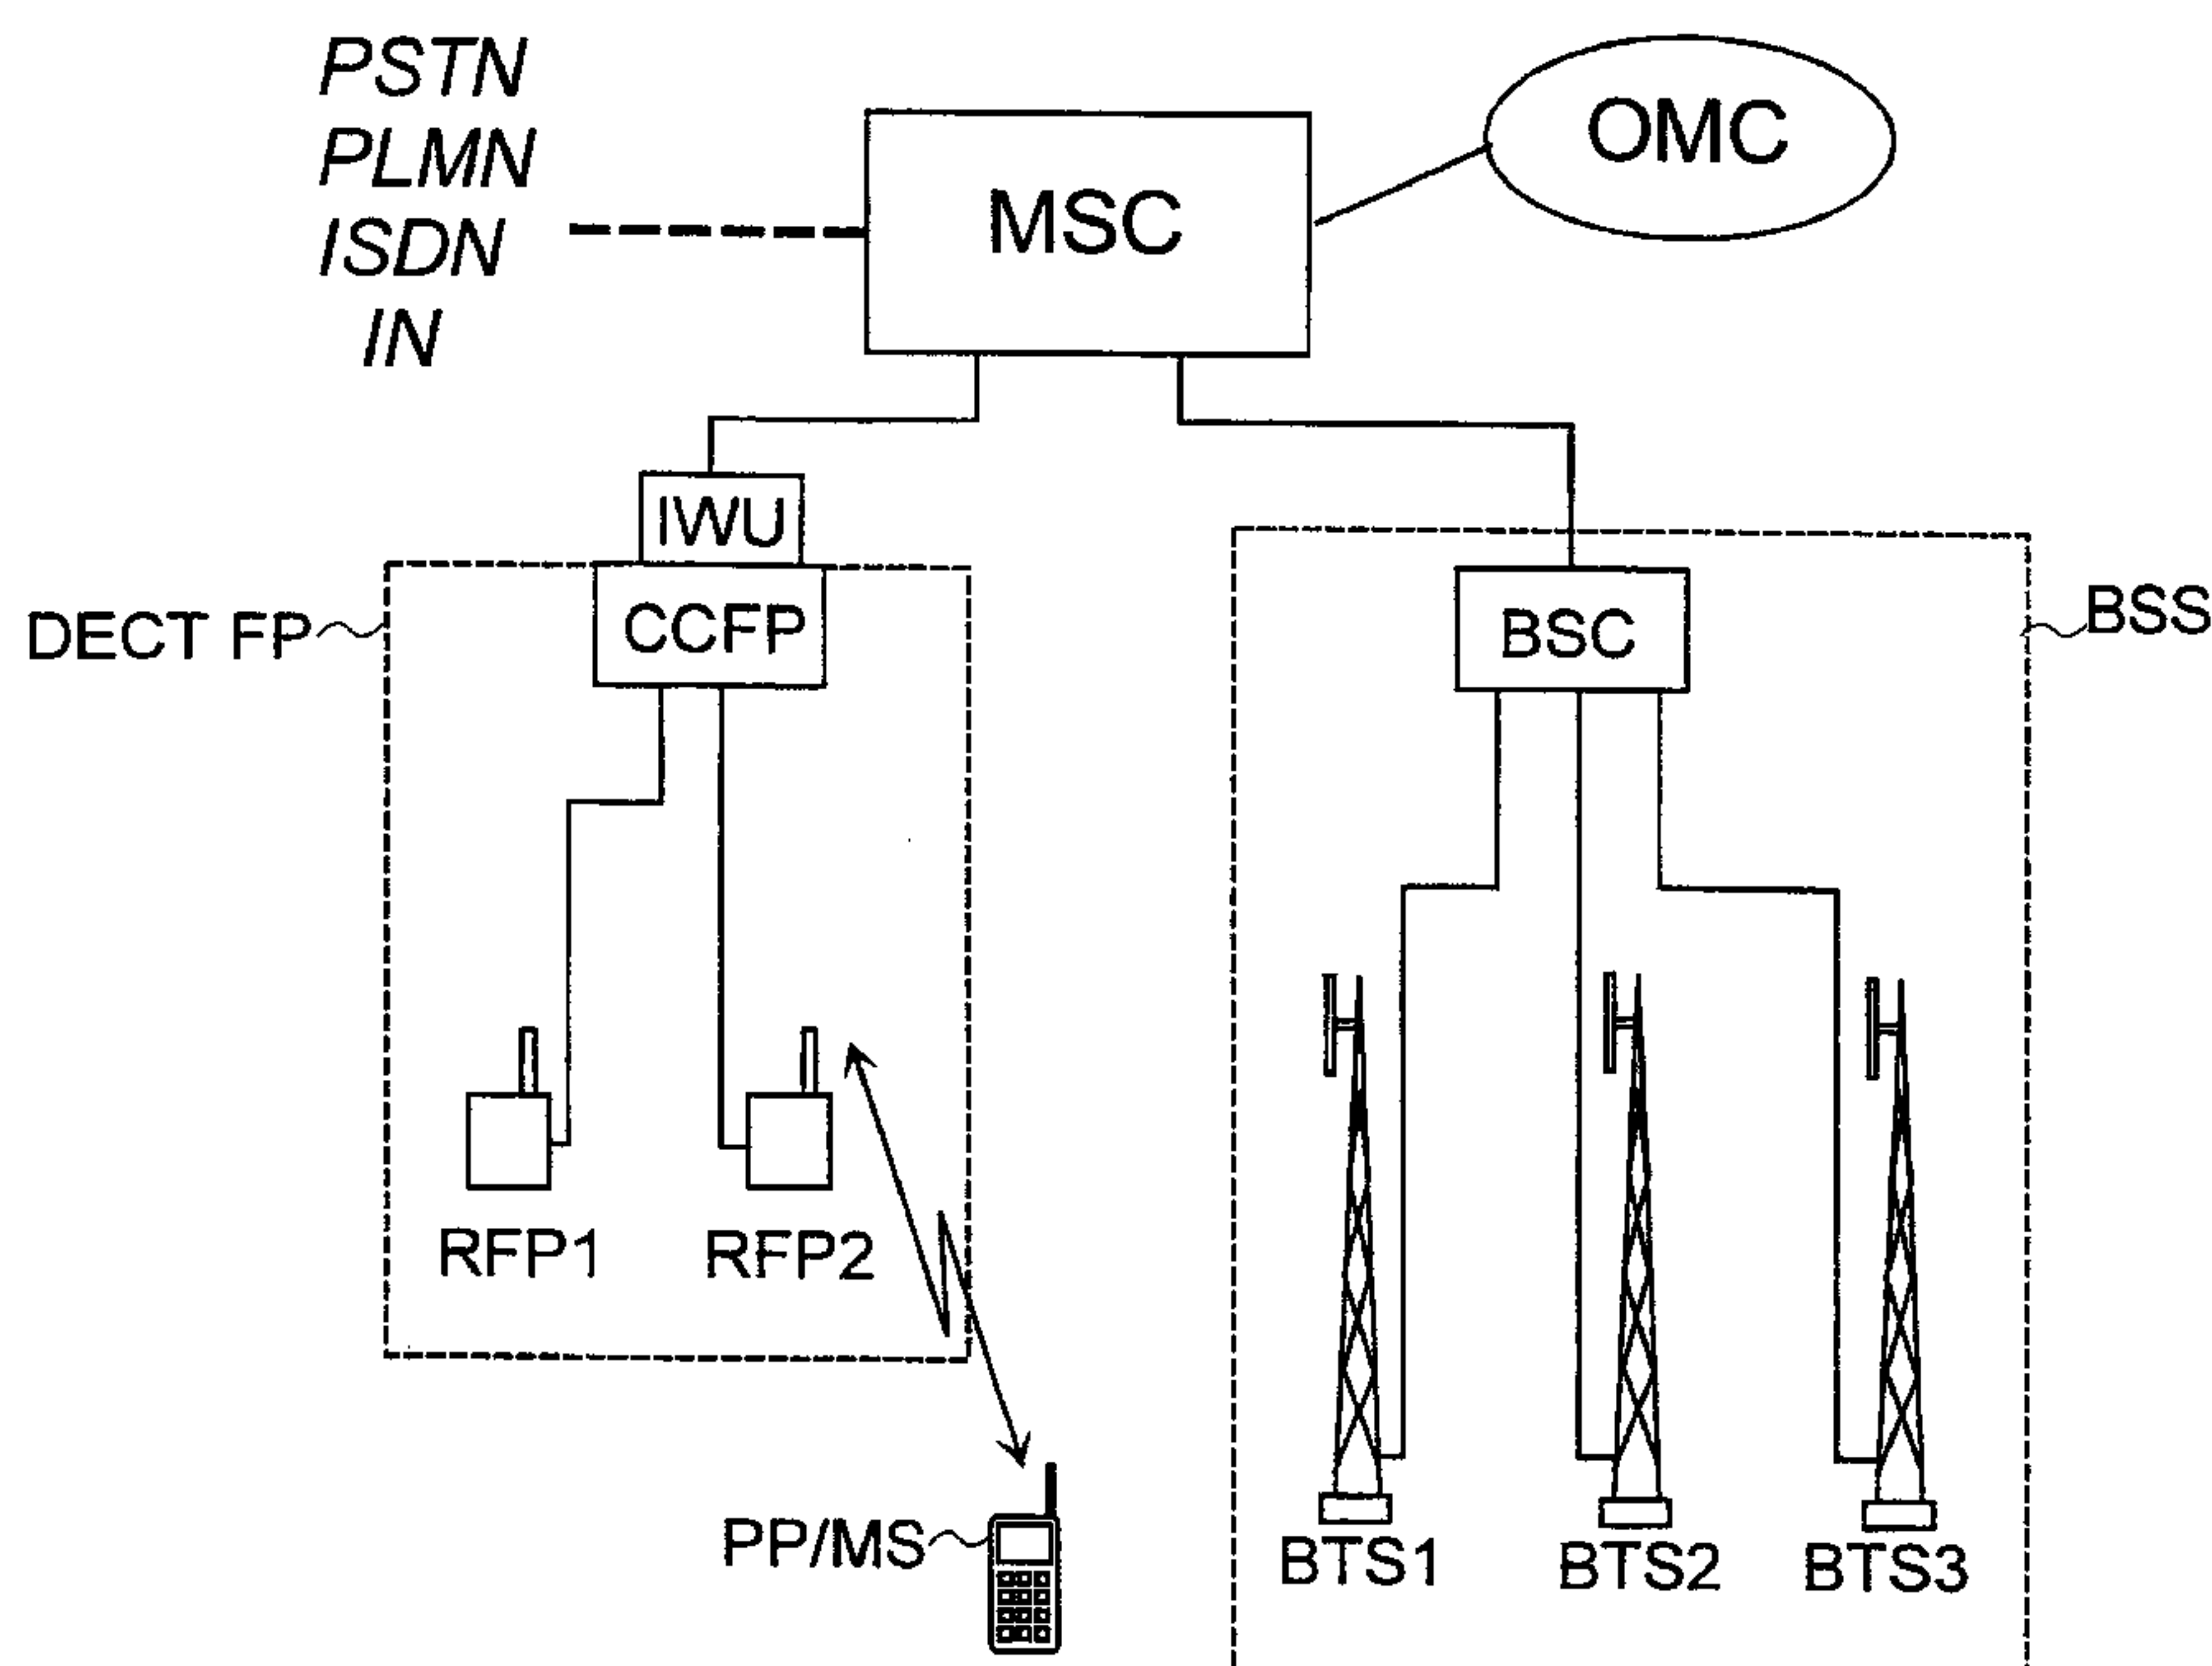 PSTN
PLMN
ISDN
IN
MSC
OMC
IWU
CCFP
DECT FP
BSC
BSS
RFP1
RFP2
PP/MS
BTS1
BTS2
BTS3